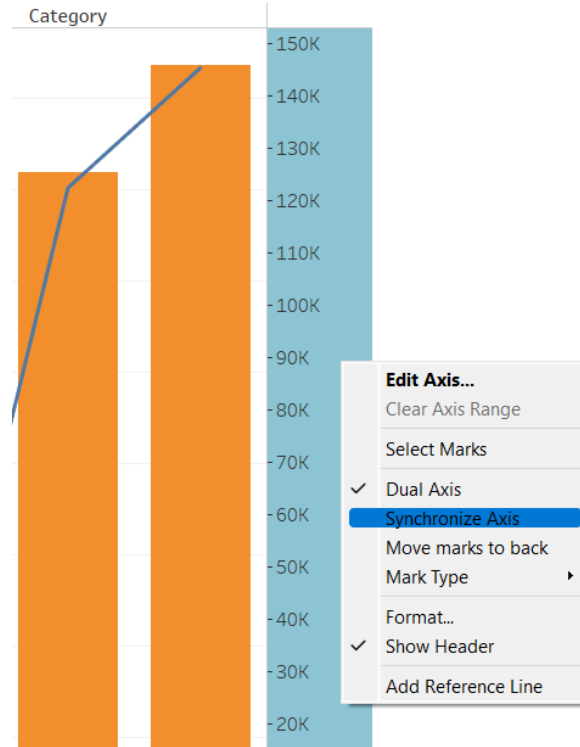 Category
150K
140K
130K
120K
110K
100K
90K
80K
70K
60K
50K
40K
30K
20K
Edit Axis...
Clear Axis Range
Select Marks
Dual Axis
Synchronize Axis
Move marks to back
Mark Type
Format...
Show Header
Add Reference Line